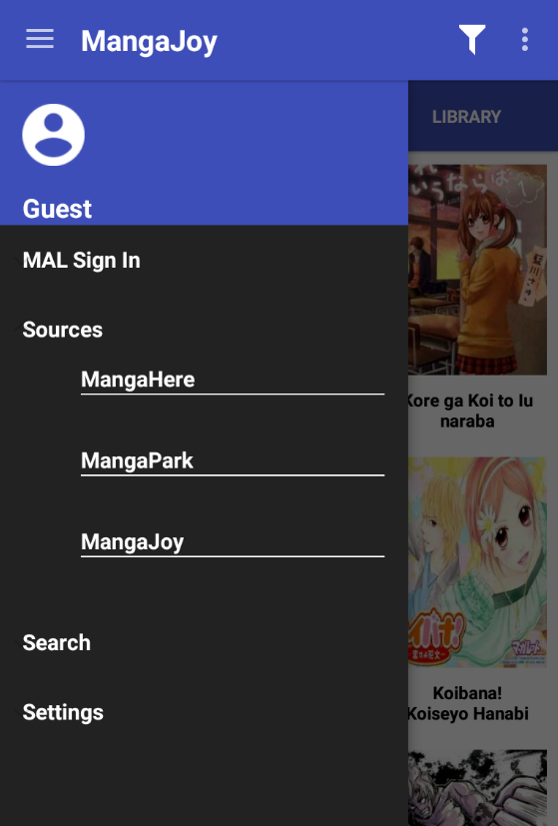 MangaJoy
LIBRARY
Guest
MAL Sign In
Sources
MangaHere
MangaPark
MangaJoy
Search
Settings
Kore ga Koi to Iu
naraba
Koibana!
Koiseyo Hanabi